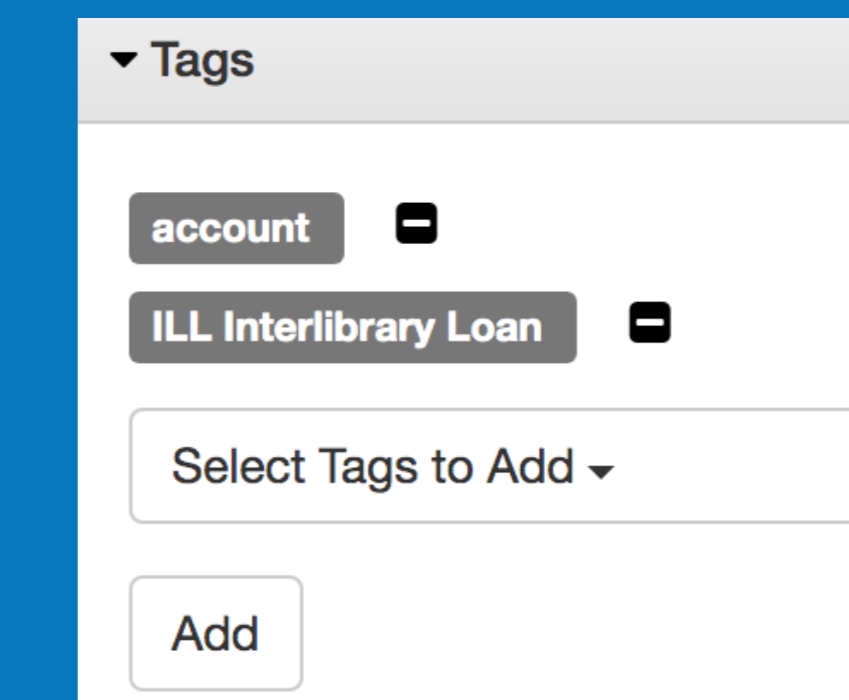 Tags
account
ILL Interlibrary Loan
Select Tags to Add
Add